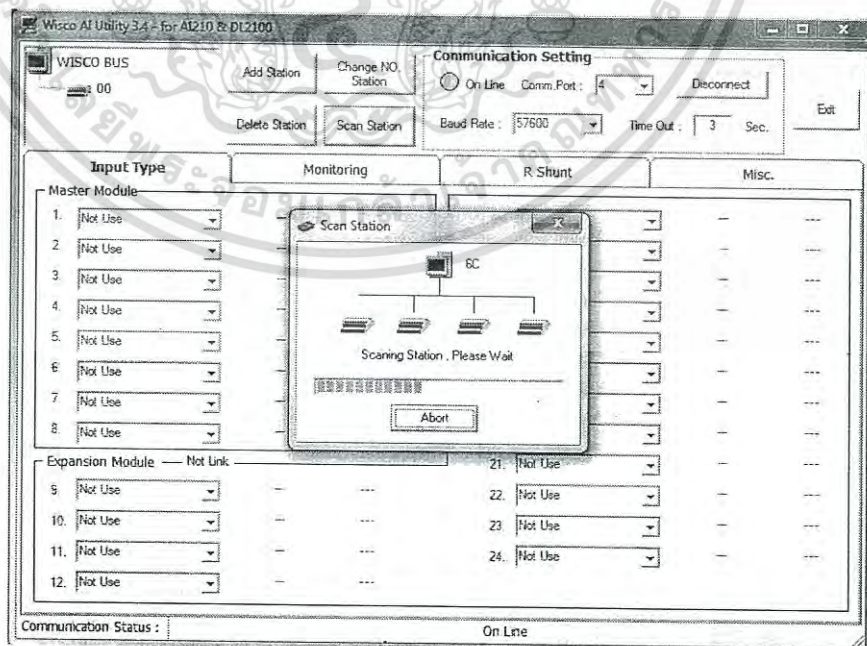 Wisco AI Utility 3.4 - for AI210 & DL2100
WISCO BUS
00
Add Station
Change NO. Station
Delete Station
Scan Station
Communication Setting
On Line
Comm.Port :
4
Disconnect
Baud Rate :
57600
Time Out :
3
Sec.
Exit
Input Type
Monitoring
R Shunt
Misc.
Master Module
1. Not Use
2 Not Use
3 Not Use
4. Not Use
5. Not Use
6 Not Use
7 Not Use
8. Not Use
Scan Station
6C
Scaning Station , Please Wait
Abort
Expansion Module
Not Link
9 Not Use
10. Not Use
11. Not Use
12. Not Use
21. Not Use
22. Not Use
23 Not Use
24. Not Use
Communication Status :
On Line